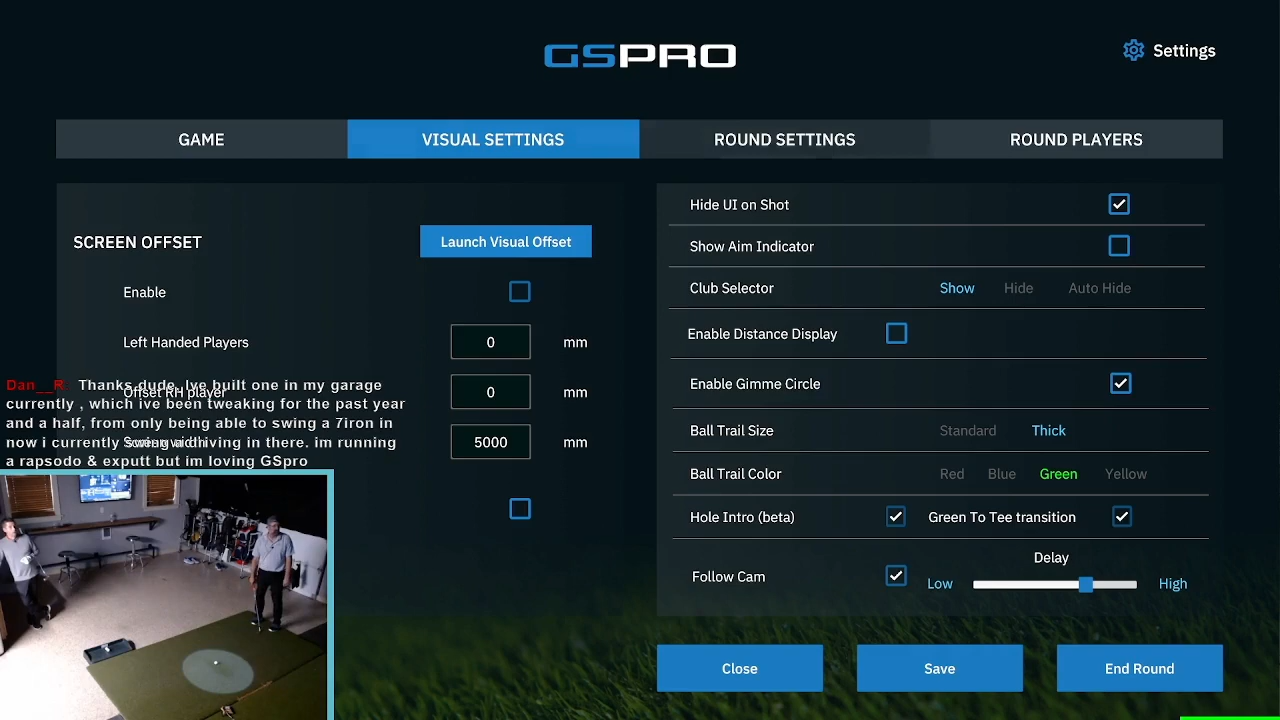 GSPRO
Settings
GAME
VISUAL SETTINGS
ROUND SETTINGS
ROUND PLAYERS
SCREEN OFFSET
Launch Visual Offset
Enable
Left Handed Players
0
mm
Offset RH player
0
mm
5000
mm
Dan__R Thanks dude. Ive built one in my garage
currently , which ive been tweaking for the past year
and a half, from only being able to swing a 7iron in
now i currently swing a driving in there. im running
a rapsodo & exputt but im loving GSpro
Hide UI on Shot
Show Aim Indicator
Club Selector
Show
Hide
Auto Hide
Enable Distance Display
Enable Gimme Circle
Ball Trail Size
Standard
Thick
Ball Trail Color
Red
Blue
Green
Yellow
Hole Intro (beta)
Green To Tee transition
Follow Cam
Delay
Low
High
Close
Save
End Round